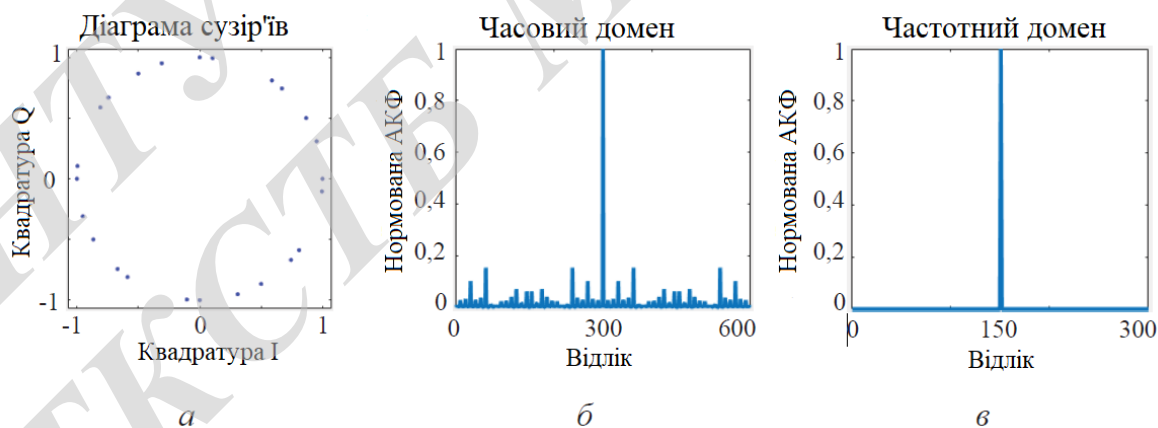 Діаграма сузір'їв
Квадратура Q
1
0
-1
-1 0 1
Квадратура I
а
Часовий домен
Нормована АКФ
1
0,8
0,6
0,4
0,2
0
0 300 600
Відлік
б
Частотний домен
Нормована АКФ
1
0,8
0,6
0,4
0,2
0
0 150 300
Відлік
в